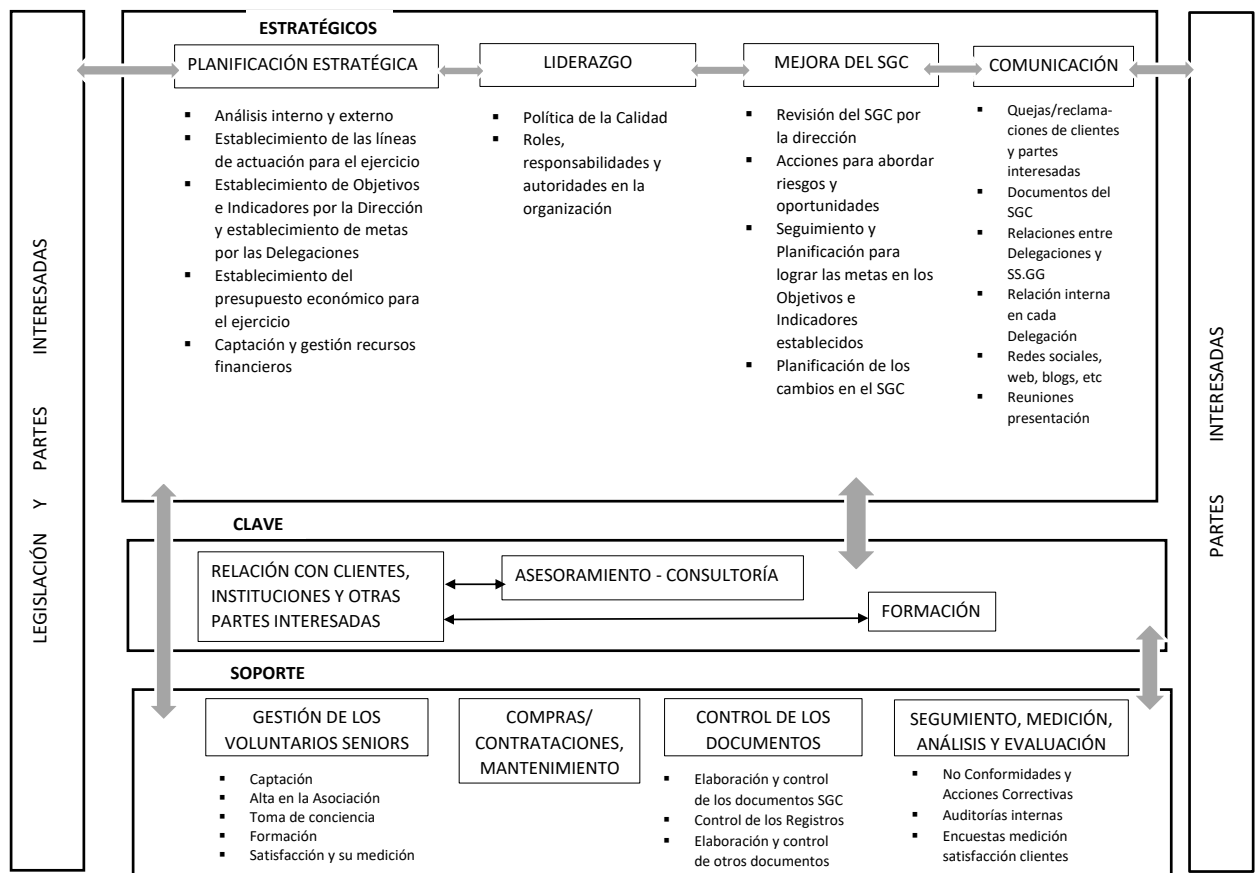 ESTRATÉGICOS
PLANIFICACIÓN ESTRATÉGICA
▪ Análisis interno y externo
▪ Establecimiento de las líneas
de actuación para el ejercicio
▪ Establecimiento de Objetivos
e Indicadores por la Dirección
y establecimiento de metas
por las Delegaciones
▪ Establecimiento del
presupuesto económico para
el ejercicio
▪ Captación y gestión recursos
financieros
LIDERAZGO
▪ Política de la Calidad
▪ Roles,
responsabilidades y
autoridades en la
organización
MEJORA DEL SGC
▪ Revisión del SGC por
la dirección
▪ Acciones para abordar
riesgos y
oportunidades
▪ Seguimiento y
Planificación para
lograr las metas en los
Objetivos e
Indicadores
establecidos
▪ Planificación de los
cambios en el SGC
COMUNICACIÓN
▪ Quejas/reclama-
ciones de clientes
y partes
interesadas
▪ Documentos del
SGC
▪ Relaciones entre
Delegaciones y
SS.GG
▪ Relación interna
en cada
Delegación
▪ Redes sociales,
web, blogs, etc
▪ Reuniones
presentación
LEGISLACIÓN Y PARTES INTERESADAS
PARTES INTERESADAS
CLAVE
RELACIÓN CON CLIENTES,
INSTITUCIONES Y OTRAS
PARTES INTERESADAS
ASESORAMIENTO - CONSULTORÍA
FORMACIÓN
SOPORTE
GESTIÓN DE LOS
VOLUNTARIOS SENIORS
▪ Captación
▪ Alta en la Asociación
▪ Toma de conciencia
▪ Formación
▪ Satisfacción y su medición
COMPRAS/
CONTRATACIONES,
MANTENIMIENTO
CONTROL DE LOS
DOCUMENTOS
▪ Elaboración y control
de los documentos SGC
▪ Control de los Registros
▪ Elaboración y control
de otros documentos
SEGUMIENTO, MEDICIÓN,
ANÁLISIS Y EVALUACIÓN
▪ No Conformidades y
Acciones Correctivas
▪ Auditorías internas
▪ Encuestas medición
satisfacción clientes